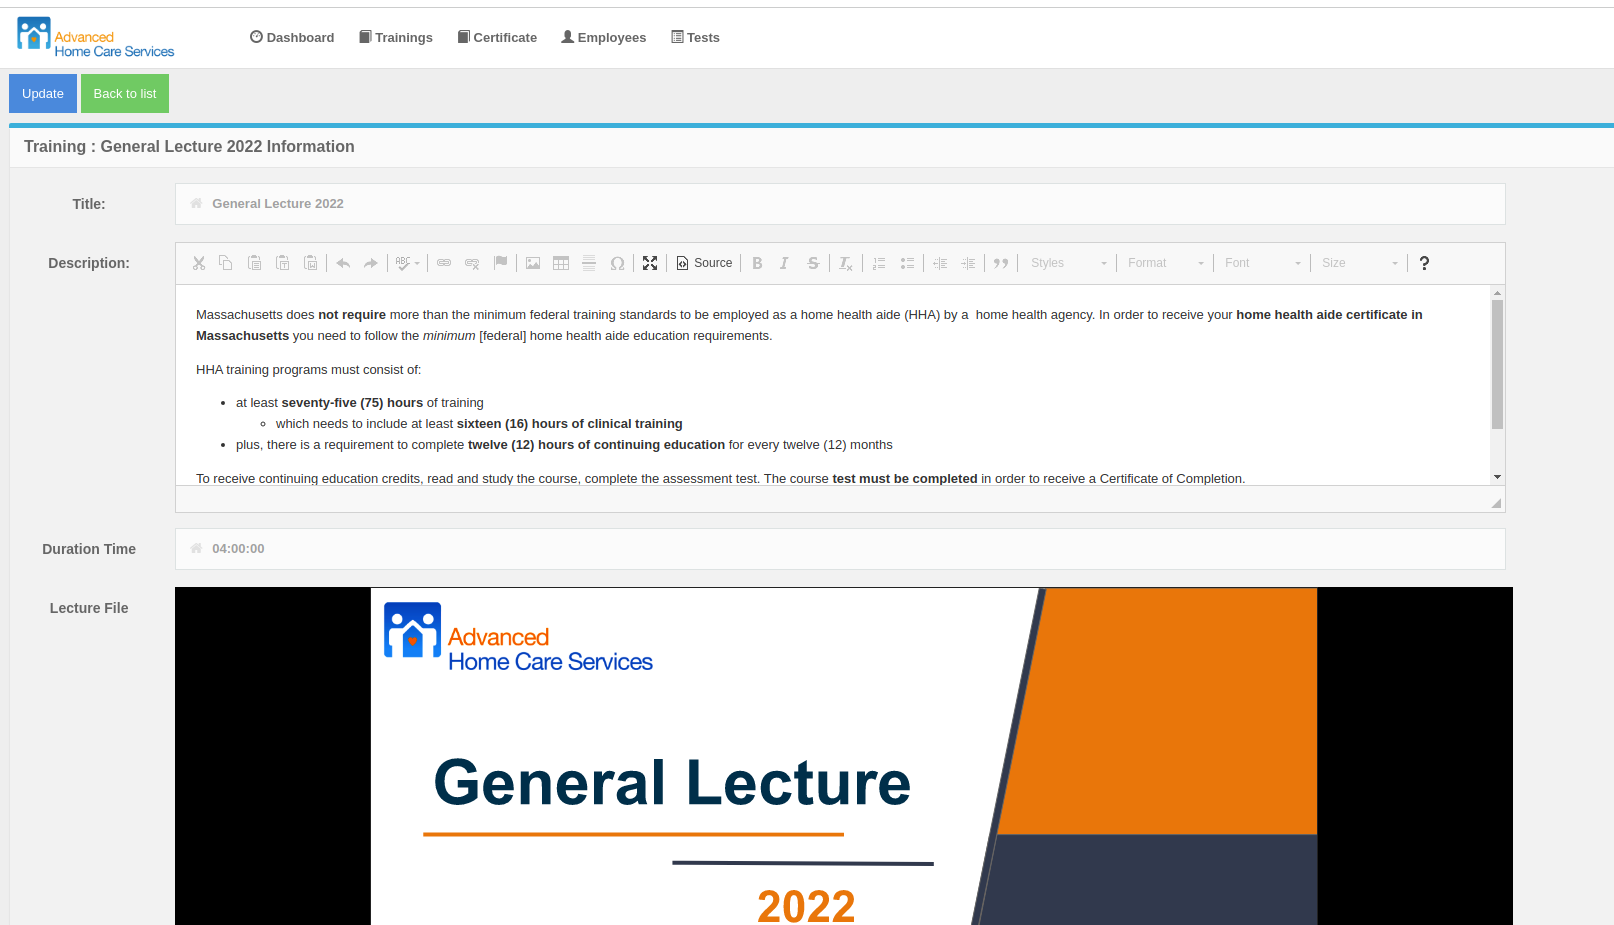 Advanced
Home Care Services
Dashboard Trainings Certificate Employees Tests
Update Back to list
Training : General Lecture 2022 Information
Title: General Lecture 2022
Description:
ABC Source B I S Styles Format Font Size ?
Massachusetts does not require more than the minimum federal training standards to be employed as a home health aide (HHA) by a  home health agency. In order to receive your home health aide certificate in
Massachusetts you need to follow the minimum [federal] home health aide education requirements.
HHA training programs must consist of:
at least seventy-five (75) hours of training
which needs to include at least sixteen (16) hours of clinical training
plus, there is a requirement to complete twelve (12) hours of continuing education for every twelve (12) months
To receive continuing education credits, read and study the course, complete the assessment test. The course test must be completed in order to receive a Certificate of Completion.
Duration Time 04:00:00
Lecture File
Advanced
Home Care Services
General Lecture
2022